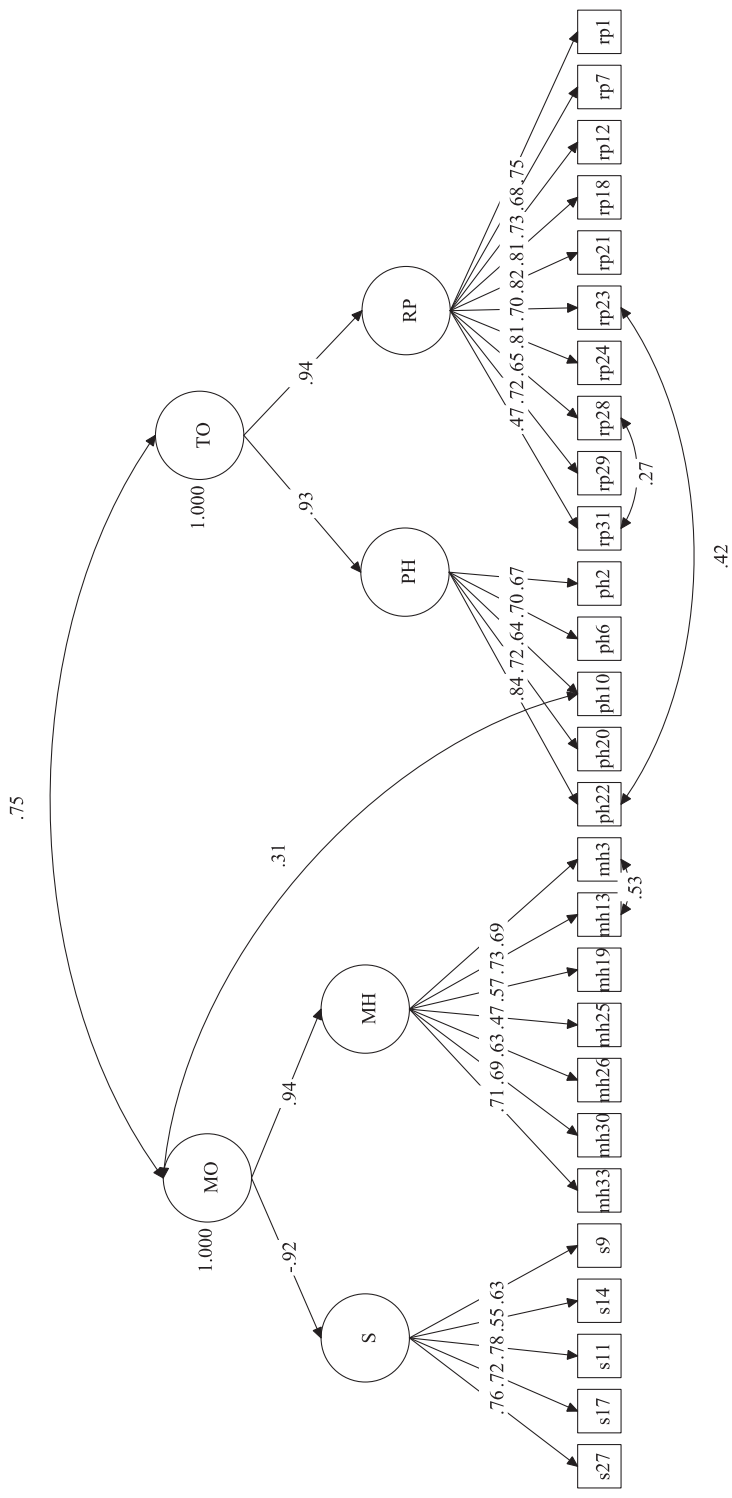 .75
1.000 MO 1.000 TO
.31
-.92 .94 .93 .94
S MH PH RP
.76 .72 .78 .55 .63 .71 .69 .63 .47 .57 .73 .69 .84 .72 .64 .70 .67 .47 .72 .65 .81 .70 .82 .81 .73 .68 .75
s27 s17 s11 s14 s9 mh33 mh30 mh26 mh25 mh19 mh13 mh3 ph22 ph20 ph10 ph6 ph2 rp31 rp29 rp28 rp24 rp23 rp21 rp18 rp12 rp7 rp1
.53 .27
.42